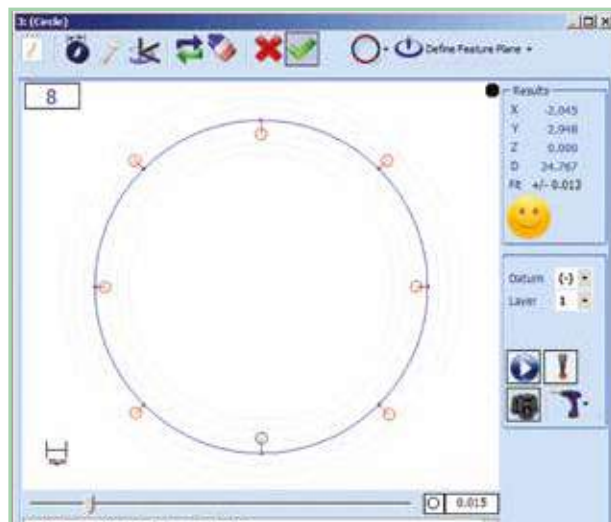 3: (Circle)
Define Feature Plane
8
Results
X -2.045
Y 2.948
Z 0.000
D 24.767
Fit +/- 0.013
Datum {-}
Layer 1
0.015